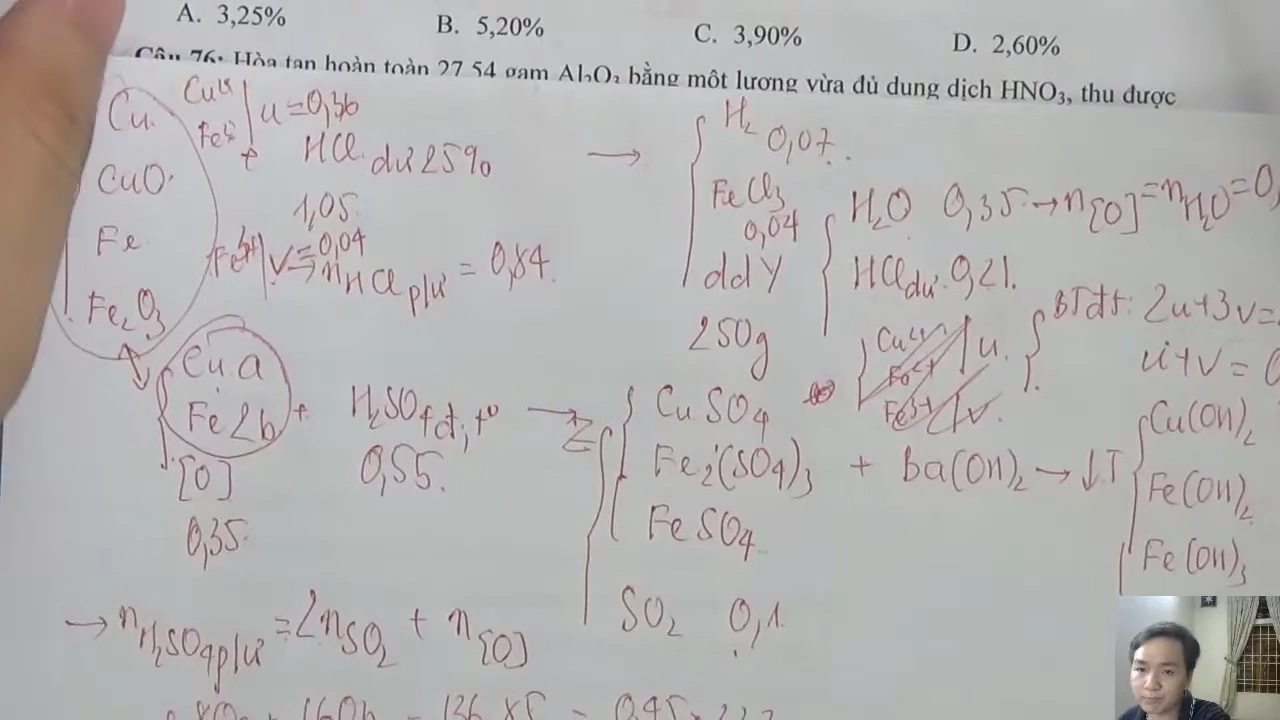 A. 3,25% B. 5,20% C. 3,90% D. 2,60%
Câu 76: Hòa tan hoàn toàn 27,54 gam Al2O3 bằng một lượng vừa đủ dung dịch HNO3, thu được
Cu
CuO
Fe
Fe2O3
u = 0,36
HCl dư 25%
1,05
v = 0,04
nHCl p/ư = 0,84
→
H2 0,07
FeCl3 0,04
dd Y
250g
H2O 0,35 → n[O] = nH2O = 0,
HCl dư 0,21
Cu2+
Fe2+ u
Fe3+ v
BTđt: 2u+3v=
u+v=0
Cu a
Fe 2b
[O]
0,35
+ H2SO4 đ, t° → Z
0,55
CuSO4
Fe2(SO4)3 + Ba(OH)2 → ↓T
FeSO4
SO2 0,1
Cu(OH)2
Fe(OH)2
Fe(OH)3
→ nH2SO4 p/ư = 2nSO2 + n[O]